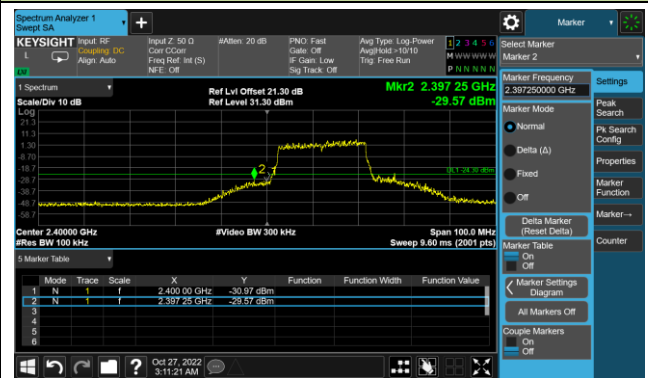 Spectrum Analyzer 1
Swept SA
Marker
KEYSIGHT
L
Input: RF
Coupling: DC
Align: Auto
Input Z: 50 Ω
Corr CCorr
Freq Ref: Int (S)
NFE: Off
#Atten: 20 dB
PNO: Fast
Gate: Off
IF Gain: Low
Sig Track: Off
Avg Type: Log-Power
Avg|Hold >10/10
Trig: Free Run
1 2 3 4 5 6
M W W W W W
P N N N N N
Select Marker
Marker 2
1 Spectrum
Scale/Div 10 dB
Ref Lvl Offset 21.30 dB
Ref Level 31.30 dBm
Mkr2 2.397 25 GHz
-29.57 dBm
Log
21.3
11.3
1.30
-8.70
-18.7
-28.7
-38.7
-48.7
-58.7
2
DL1 -24.30 dBm
Center 2.40000 GHz
#Res BW 100 kHz
#Video BW 300 kHz
Span 100.0 MHz
Sweep 9.60 ms (2001 pts)
5 Marker Table
Mode Trace Scale X Y Function Function Width Function Value
1 N 1 f 2.400 00 GHz -30.97 dBm
2 N 1 f 2.397 25 GHz -29.57 dBm
3
4
5
6
Marker Frequency
2.397250000 GHz
Marker Mode
Normal
Delta (Δ)
Fixed
Off
Delta Marker
(Reset Delta)
Marker Table
On
Off
Marker Settings
Diagram
All Markers Off
Couple Markers
On
Off
Settings
Peak
Search
Pk Search
Config
Properties
Marker
Function
Marker→
Counter
?
Oct 27, 2022
3:11:21 AM